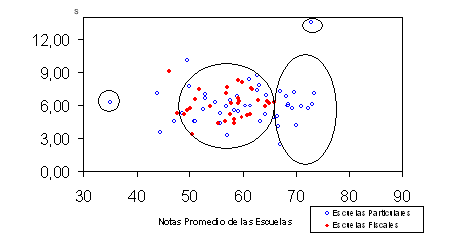 s
12,00
9,00
6,00
3,00
0,00
30 40 50 60 70 80 90
Notas Promedio de las Escuelas
Escuelas Particulares
Escuelas Fiscales